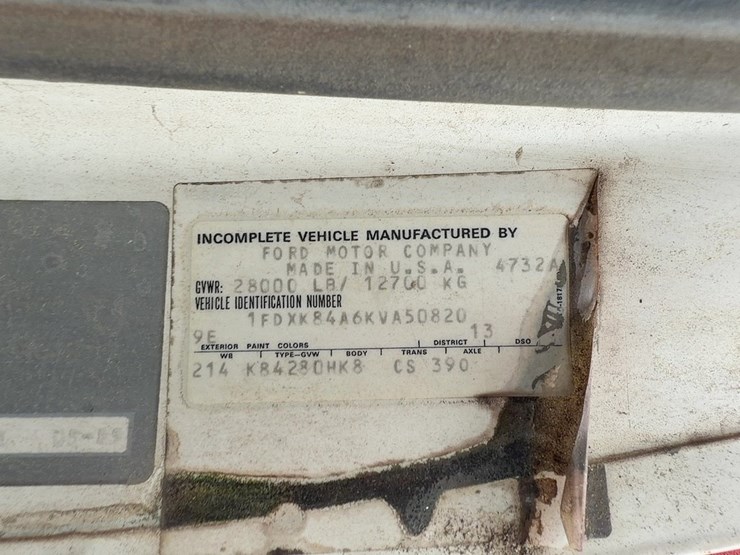 INCOMPLETE VEHICLE MANUFACTURED BY
FORD MOTOR COMPANY
MADE IN U.S.A. 4732A
GVWR: 28000 LB/ 12700 KG
VEHICLE IDENTIFICATION NUMBER
1FDXK84A6KVA50820
9E 13
EXTERIOR PAINT COLORS DISTRICT DSO
WB TYPE-GVW BODY TRANS AXLE
214 K84280HK8 CS 390